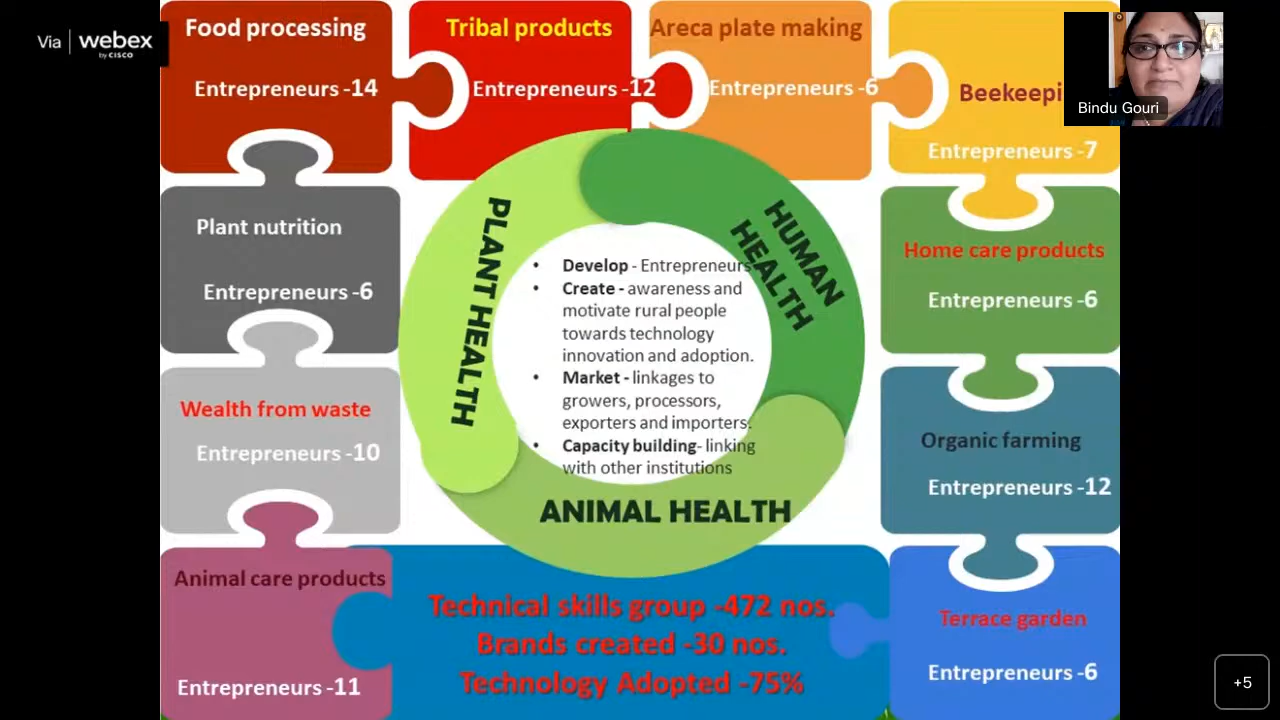 Via | webex
by CISCO
Food processing
Entrepreneurs -14
Tribal products
Entrepreneurs -12
Areca plate making
Entrepreneurs -6
Beekeepi
Entrepreneurs -7
Bindu Gouri
Plant nutrition
Entrepreneurs -6
Wealth from waste
Entrepreneurs -10
Animal care products
Entrepreneurs -11
PLANT HEALTH
HUMAN
HEALTH
ANIMAL HEALTH
• Develop - Entrepreneurs
• Create - awareness and
motivate rural people
towards technology
innovation and adoption.
• Market - linkages to
growers, processors,
exporters and importers.
• Capacity building- linking
with other institutions
Home care products
Entrepreneurs -6
Organic farming
Entrepreneurs -12
Terrace garden
Entrepreneurs -6
Technical skills group -472 nos.
Brands created -30 nos.
Technology Adopted -75%
+5